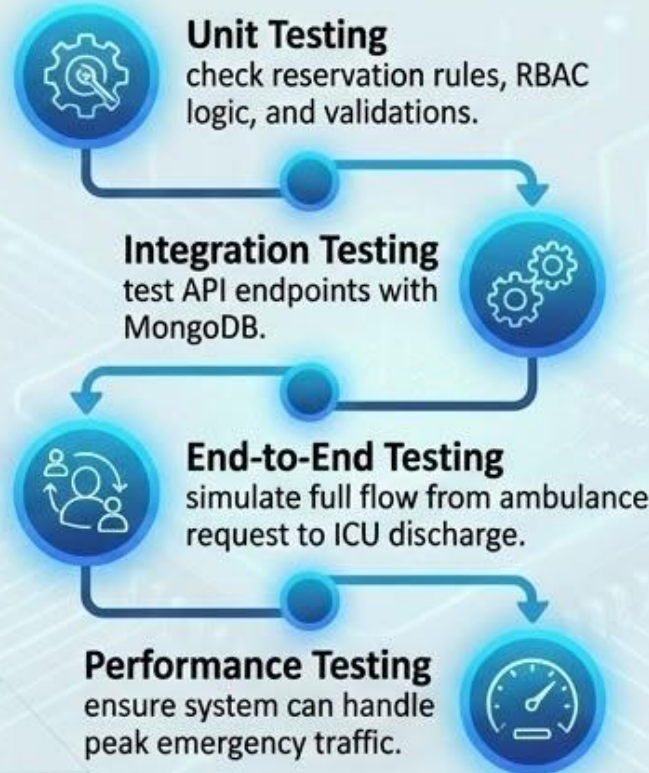 Unit Testing
check reservation rules, RBAC
logic, and validations.
Integration Testing
test API endpoints with
MongoDB.
End-to-End Testing
simulate full flow from ambulance
request to ICU discharge.
Performance Testing
ensure system can handle
peak emergency traffic.